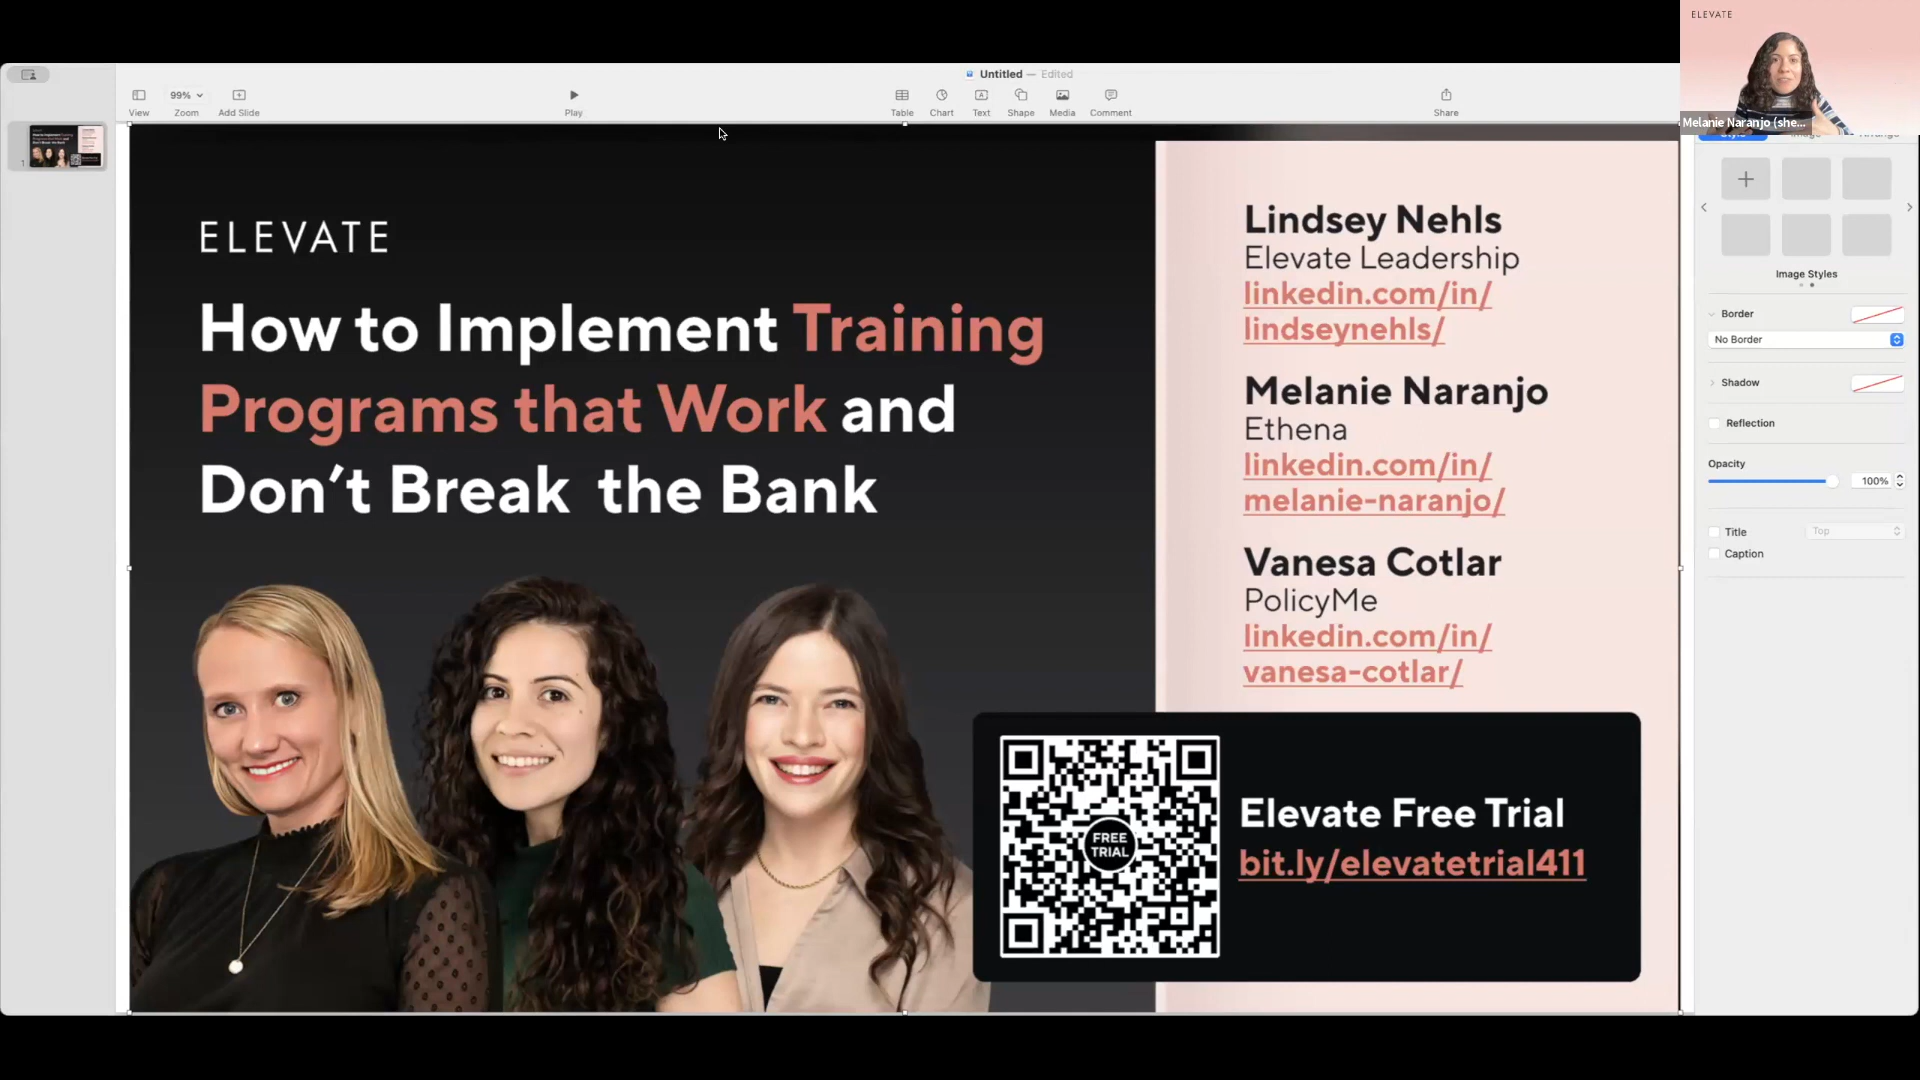 ELEVATE
Untitled — Edited
99%
View
Zoom
Add Slide
Play
Table
Chart
Text
Shape
Media
Comment
Share
Melanie Naranjo (she...
Style
1
ELEVATE
How to Implement Training
Programs that Work and
Don't Break the Bank
Lindsey Nehls
Elevate Leadership
linkedin.com/in/
lindseynehls/
Melanie Naranjo
Ethena
linkedin.com/in/
melanie-naranjo/
Vanesa Cotlar
PolicyMe
linkedin.com/in/
vanesa-cotlar/
FREE
TRIAL
Elevate Free Trial
bit.ly/elevatetrial411
Image Styles
Border
No Border
Shadow
Reflection
Opacity
100%
Title
Top
Caption